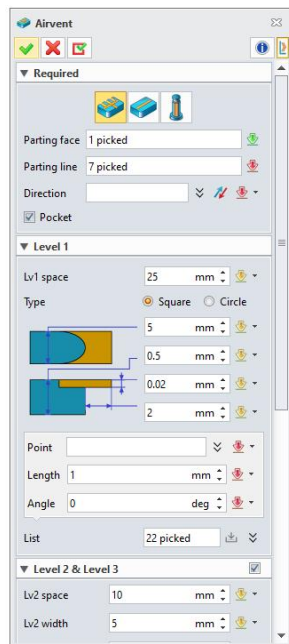 Airvent
Required
Parting face 1 picked
Parting line 7 picked
Direction
Pocket
Level 1
Lv1 space 25 mm
Type Square Circle
5 mm
0.5 mm
0.02 mm
2 mm
Point
Length 1 mm
Angle 0 deg
List 22 picked
Level 2 & Level 3
Lv2 space 10 mm
Lv2 width 5 mm